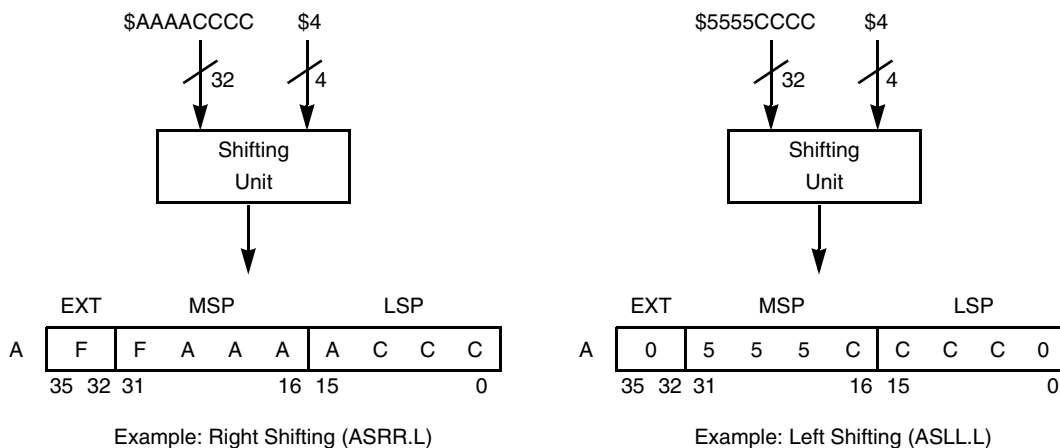 $AAAACCCC $4
32 4
Shifting
Unit
EXT MSP LSP
A F F A A A A C C C
35 32 31 16 15 0
Example: Right Shifting (ASRR.L)
$5555CCCC $4
32 4
Shifting
Unit
EXT MSP LSP
A 0 5 5 5 C C C C 0
35 32 31 16 15 0
Example: Left Shifting (ASLL.L)